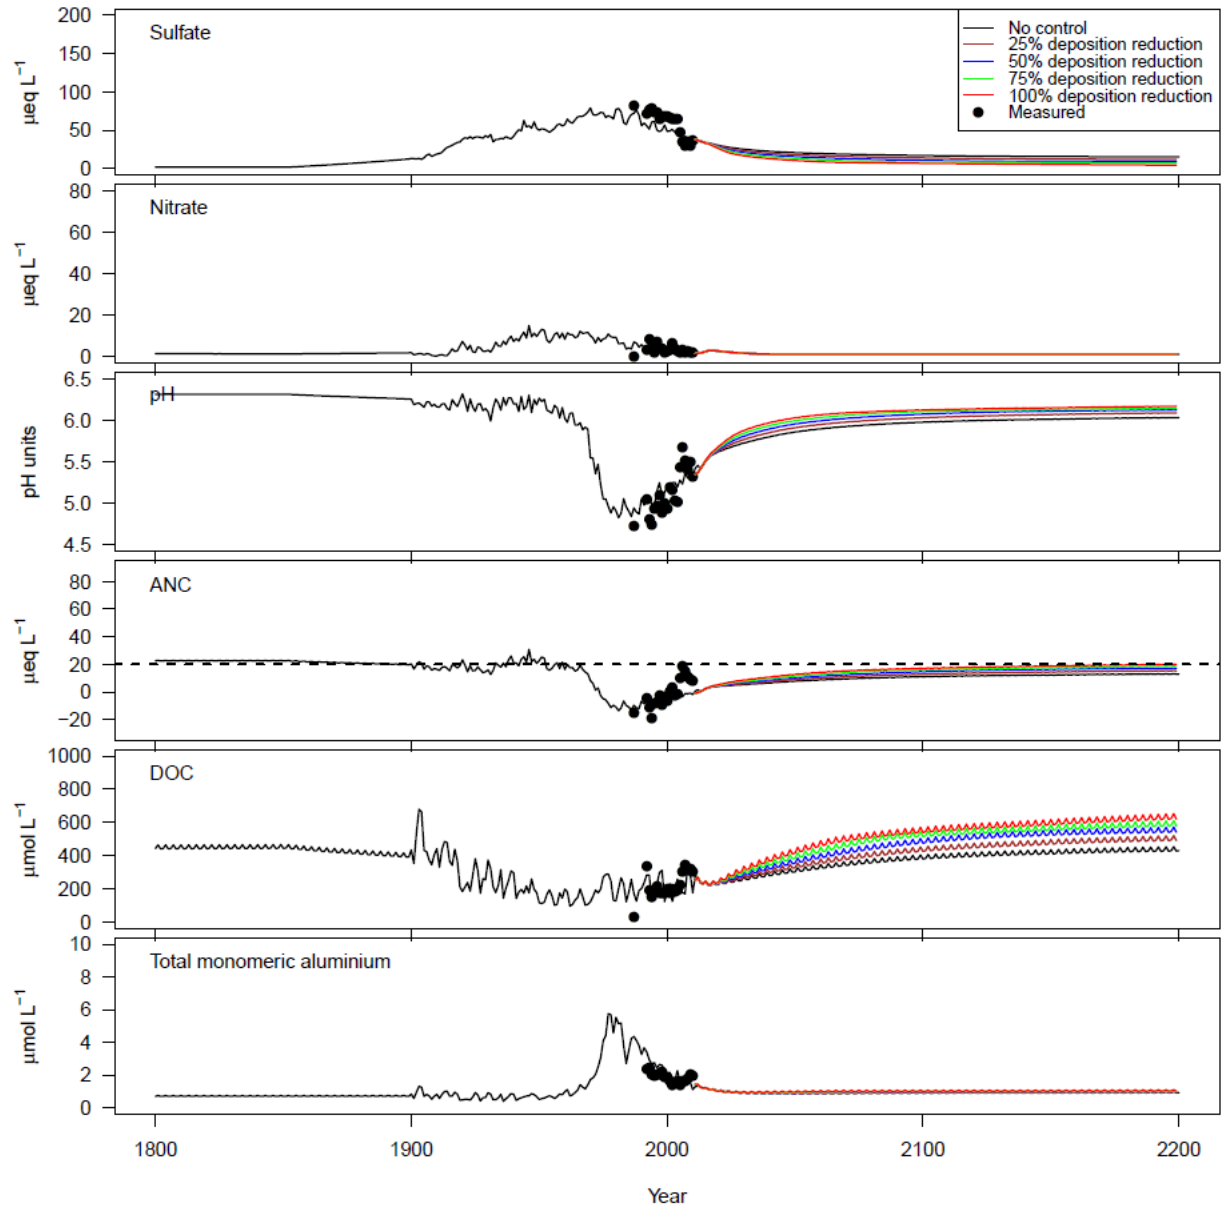 Sulfate
200
150
100
50
0
µeq L⁻¹
No control
25% deposition reduction
50% deposition reduction
75% deposition reduction
100% deposition reduction
Measured
Nitrate
80
60
40
20
0
µeq L⁻¹
pH
6.5
6.0
5.5
5.0
4.5
pH units
ANC
80
60
40
20
0
−20
µeq L⁻¹
DOC
1000
800
600
400
200
0
µmol L⁻¹
Total monomeric aluminium
10
8
6
4
2
0
µmol L⁻¹
1800 1900 2000 2100 2200
Year